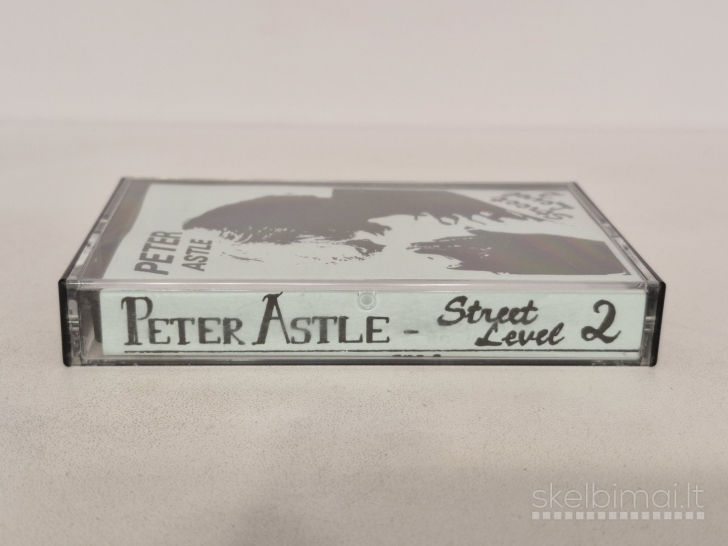 PETER
ASTLE
PETER ASTLE - Street
Level 2
skelbimai.lt